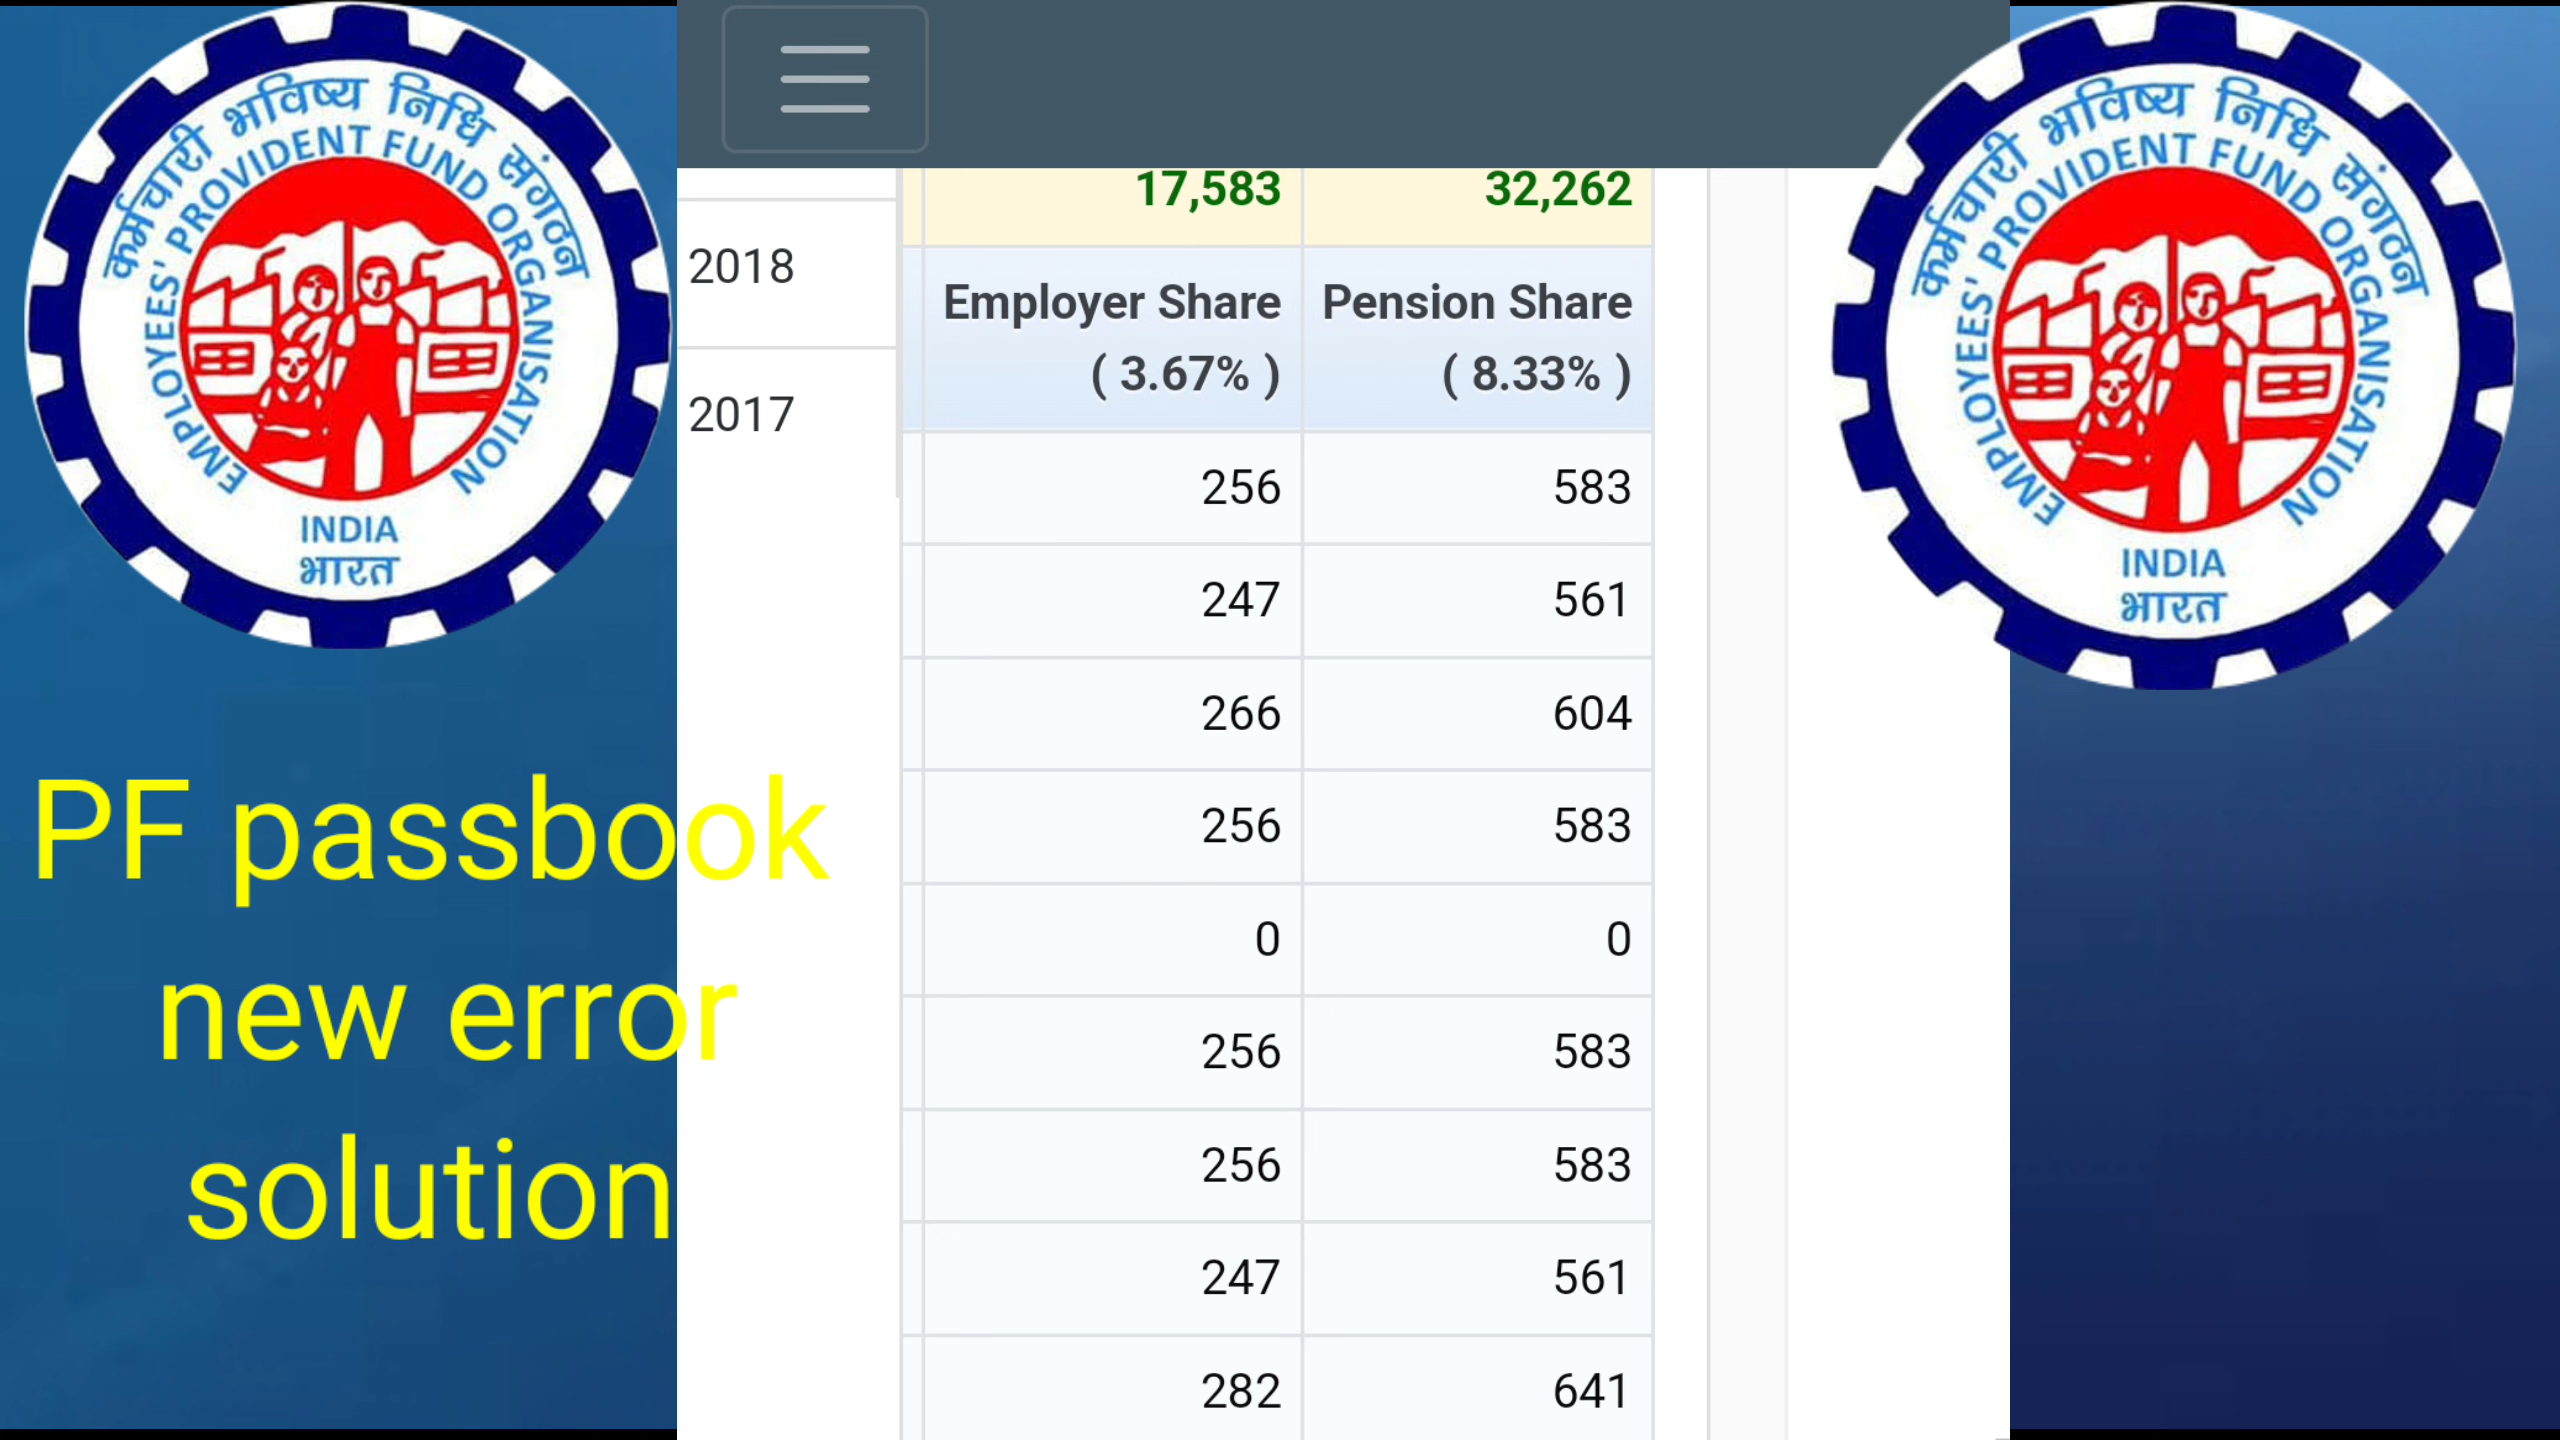 कर्मचारी भविष्य निधि संगठन
EMPLOYEES' PROVIDENT FUND ORGANISATION
INDIA
भारत
PF passbook
new error
solution
2018
2017
17,583 32,262
Employer Share Pension Share
( 3.67% ) ( 8.33% )
256 583
247 561
266 604
256 583
0 0
256 583
256 583
247 561
282 641
कर्मचारी भविष्य निधि संगठन
EMPLOYEES' PROVIDENT FUND ORGANISATION
INDIA
भारत